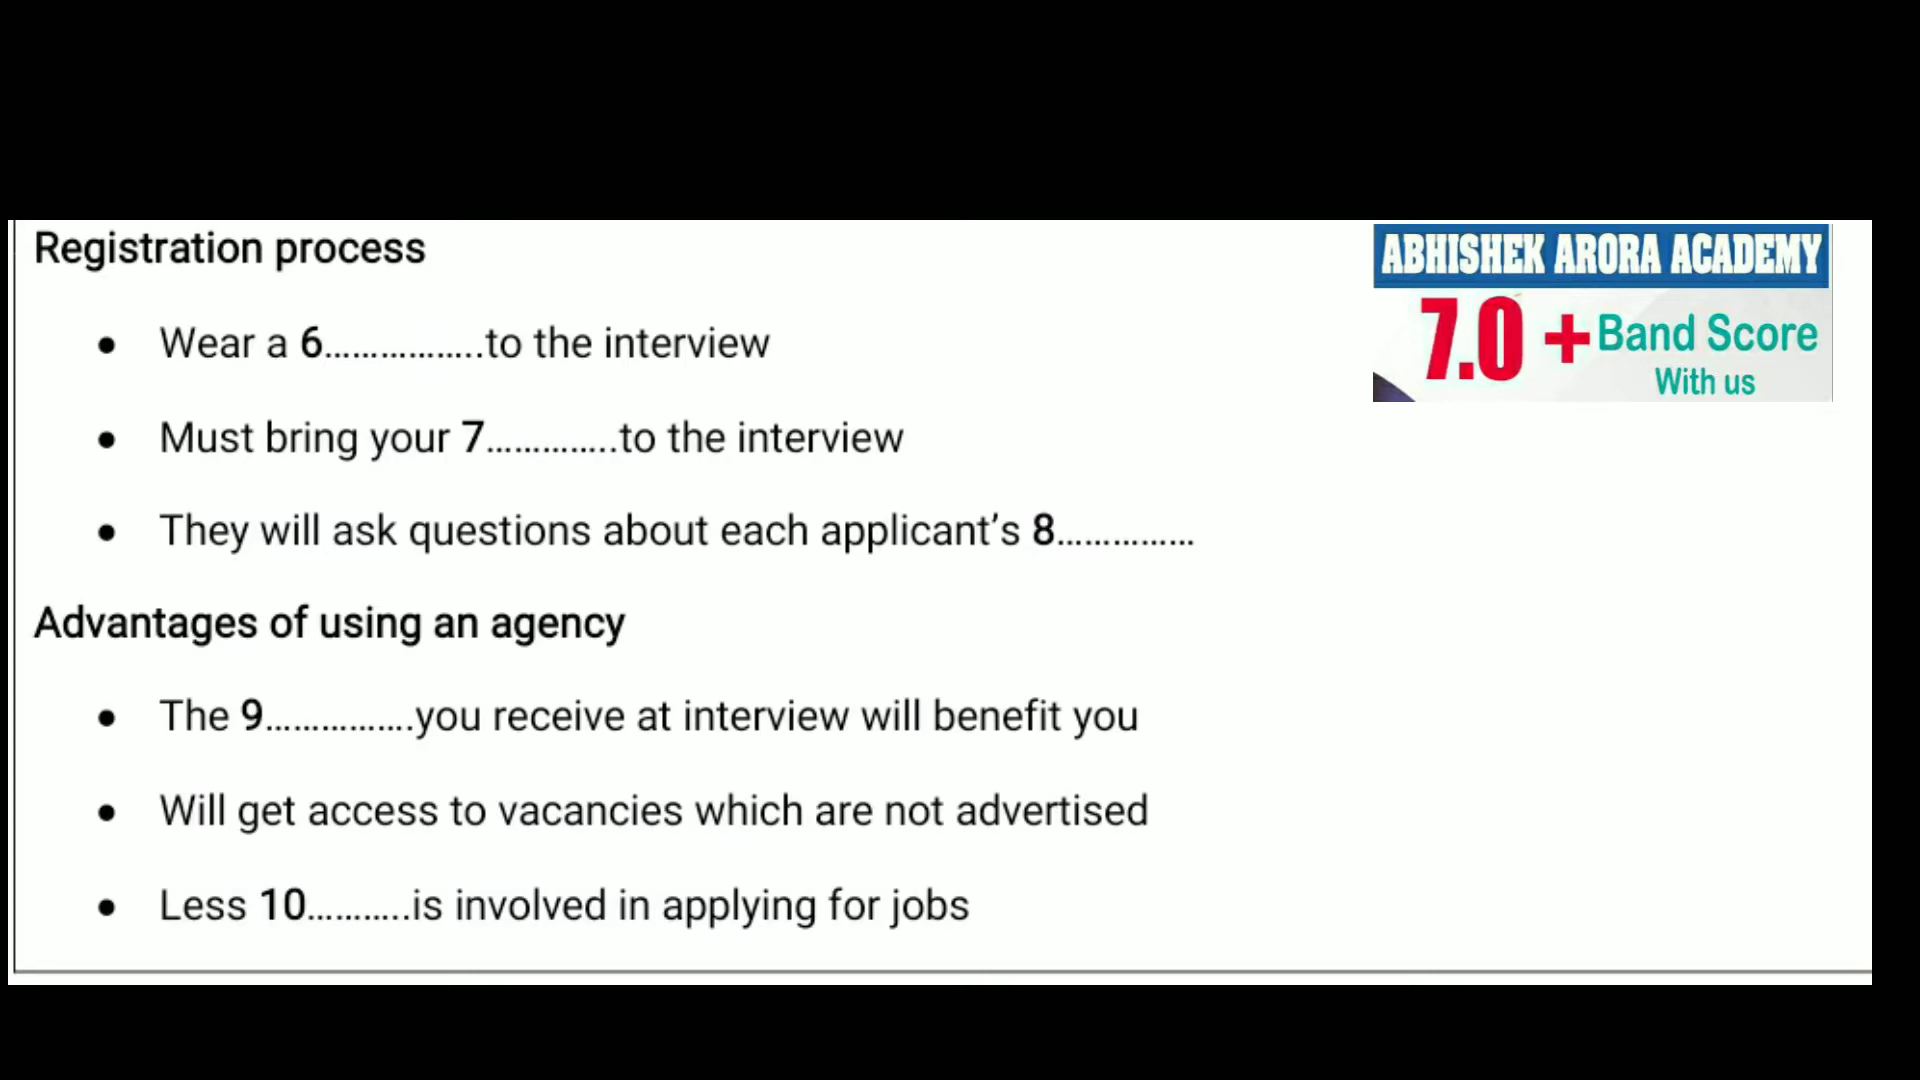 Registration process
ABHISHEK ARORA ACADEMY
7.0 + Band Score
With us
● Wear a 6................to the interview
● Must bring your 7..............to the interview
● They will ask questions about each applicant’s 8...............
Advantages of using an agency
● The 9................you receive at interview will benefit you
● Will get access to vacancies which are not advertised
● Less 10...........is involved in applying for jobs